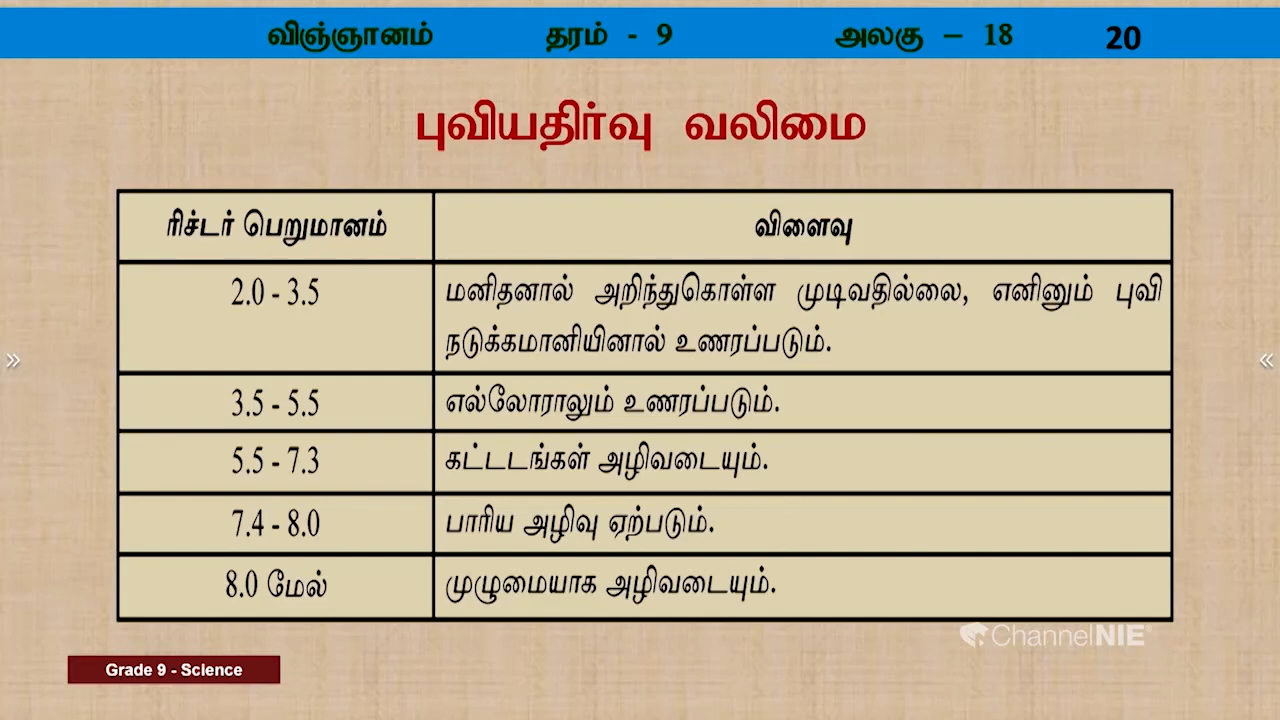 விஞ்ஞானம் தரம் - 9 அலகு – 18 20
புவியதிர்வு வலிமை
ரிச்டர் பெறுமானம் விளைவு
2.0 - 3.5 மனிதனால் அறிந்துகொள்ள முடிவதில்லை, எனினும் புவி
நடுக்கமானியினால் உணரப்படும்.
3.5 - 5.5 எல்லோராலும் உணரப்படும்.
5.5 - 7.3 கட்டடங்கள் அழிவடையும்.
7.4 - 8.0 பாரிய அழிவு ஏற்படும்.
8.0 மேல் முழுமையாக அழிவடையும்.
ChannelNIE
Grade 9 - Science